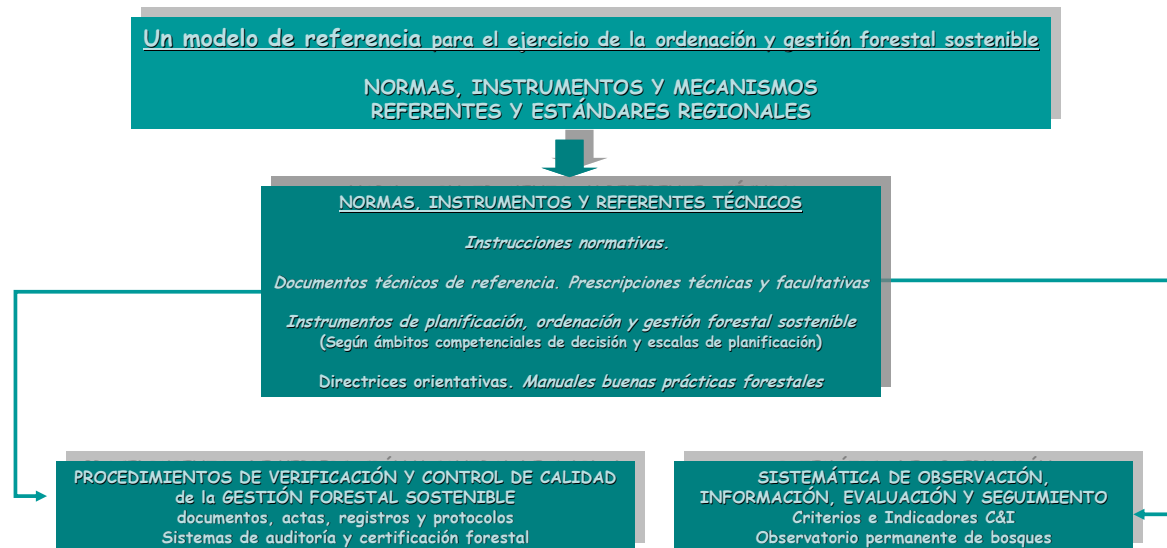 Un modelo de referencia para el ejercicio de la ordenación y gestión forestal sostenible
NORMAS, INSTRUMENTOS Y MECANISMOS
REFERENTES Y ESTÁNDARES REGIONALES
NORMAS, INSTRUMENTOS Y REFERENTES TÉCNICOS
Instrucciones normativas.
Documentos técnicos de referencia. Prescripciones técnicas y facultativas
Instrumentos de planificación, ordenación y gestión forestal sostenible
(Según ámbitos competenciales de decisión y escalas de planificación)
Directrices orientativas. Manuales buenas prácticas forestales
PROCEDIMIENTOS DE VERIFICACIÓN Y CONTROL DE CALIDAD
de la GESTIÓN FORESTAL SOSTENIBLE
documentos, actas, registros y protocolos
Sistemas de auditoría y certificación forestal
SISTEMÁTICA DE OBSERVACIÓN,
INFORMACIÓN, EVALUACIÓN Y SEGUIMIENTO
Criterios e Indicadores C&I
Observatorio permanente de bosques